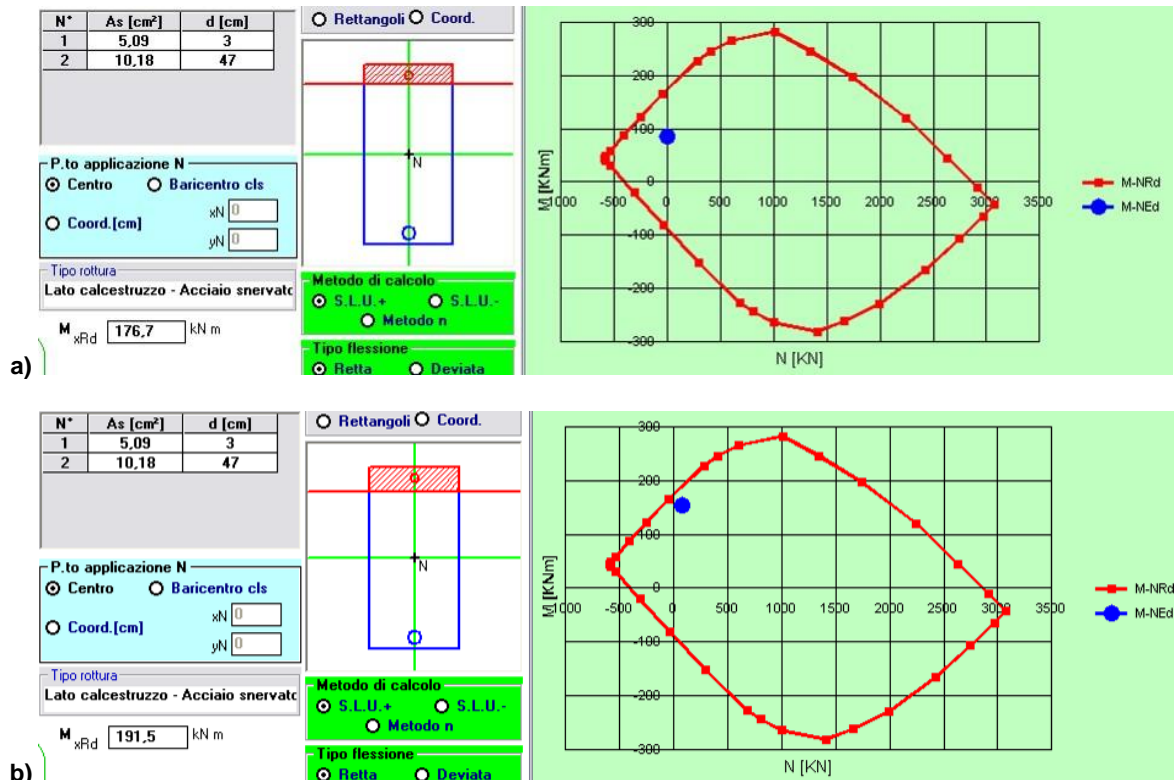 N° As [cm²] d [cm]
1 5,09 3
2 10,18 47
Rettangoli Coord.
P.to applicazione N
Centro Baricentro cls
Coord.[cm]
xN 0
yN 0
N
Tipo rottura
Lato calcestruzzo - Acciaio snervato
M xRd 176,7 kN m
Metodo di calcolo
S.L.U.+ S.L.U.-
Metodo n
Tipo flessione
Retta Deviata
300
200
100
0
-1000 -500 0 500 1000 1500 2000 2500 3000 3500
-100
-200
-300
M [KNm]
N [KN]
M-NRd
M-NEd
a)
N° As [cm²] d [cm]
1 5,09 3
2 10,18 47
Rettangoli Coord.
P.to applicazione N
Centro Baricentro cls
Coord.[cm]
xN 0
yN 0
N
Tipo rottura
Lato calcestruzzo - Acciaio snervato
M xRd 191,5 kN m
Metodo di calcolo
S.L.U.+ S.L.U.-
Metodo n
Tipo flessione
Retta Deviata
300
200
100
0
-1000 -500 0 500 1000 1500 2000 2500 3000 3500
-100
-200
-300
M [KNm]
N [KN]
M-NRd
M-NEd
b)